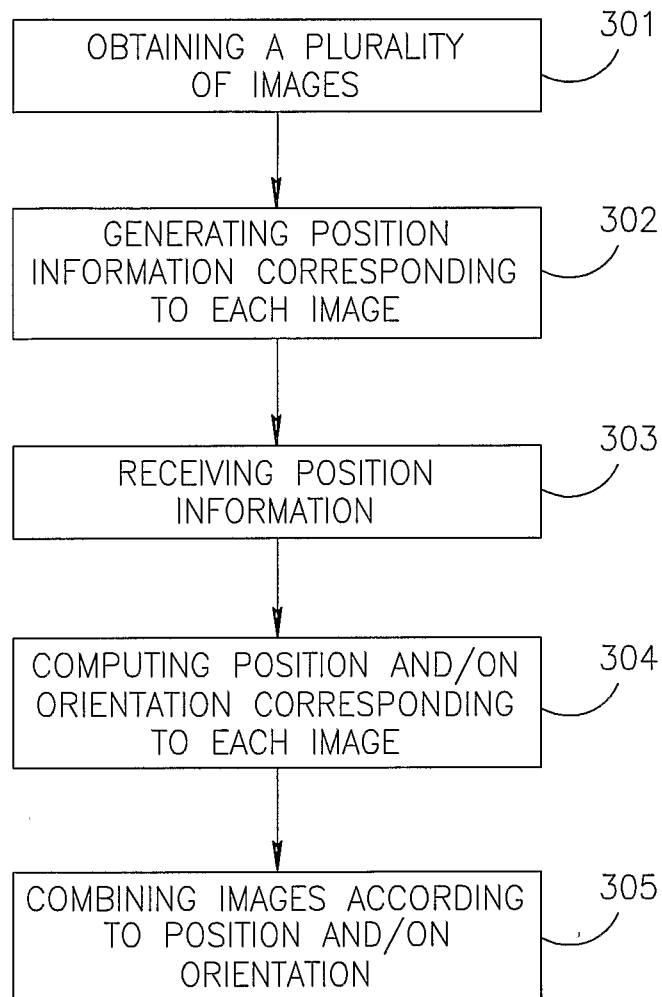 OBTAINING A PLURALITY
OF IMAGES
301
GENERATING POSITION
INFORMATION CORRESPONDING
TO EACH IMAGE
302
RECEIVING POSITION
INFORMATION
303
COMPUTING POSITION AND/ON
ORIENTATION CORRESPONDING
TO EACH IMAGE
304
COMBINING IMAGES ACCORDING
TO POSITION AND/ON
ORIENTATION
305